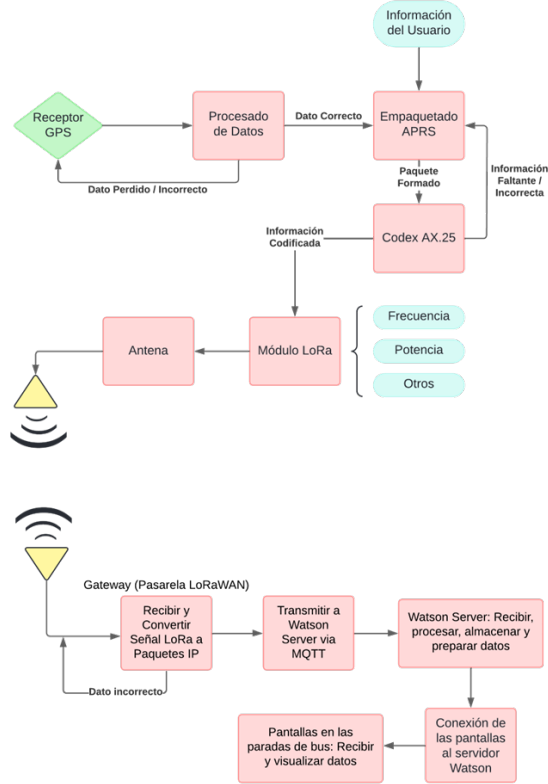 Información
del Usuario
Receptor
GPS
Procesado
de Datos
Dato Correcto
Empaquetado
APRS
Dato Perdido / Incorrecto
Paquete
Formado
Información
Faltante /
Incorrecta
Información
Codificada
Codex AX.25
Antena
Módulo LoRa
Frecuencia
Potencia
Otros
Gateway (Pasarela LoRaWAN)
Recibir y
Convertir
Señal LoRa a
Paquetes IP
Transmitir a
Watson
Server via
MQTT
Watson Server: Recibir,
procesar, almacenar y
preparar datos
Dato incorrecto
Pantallas en las
paradas de bus: Recibir
y visualizar datos
Conexión de
las pantallas
al servidor
Watson